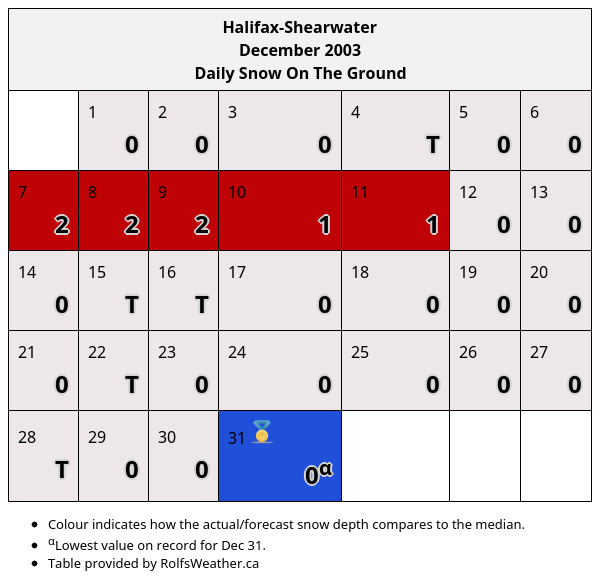 Halifax-Shearwater
December 2003
Daily Snow On The Ground
1 2 3 4 5 6
0 0 0 T 0 0
7 8 9 10 11 12 13
2 2 2 1 1 0 0
14 15 16 17 18 19 20
0 T T 0 0 0 0
21 22 23 24 25 26 27
0 T 0 0 0 0 0
28 29 30 31
T 0 0 0α
Colour indicates how the actual/forecast snow depth compares to the median.
αLowest value on record for Dec 31.
Table provided by RolfsWeather.ca